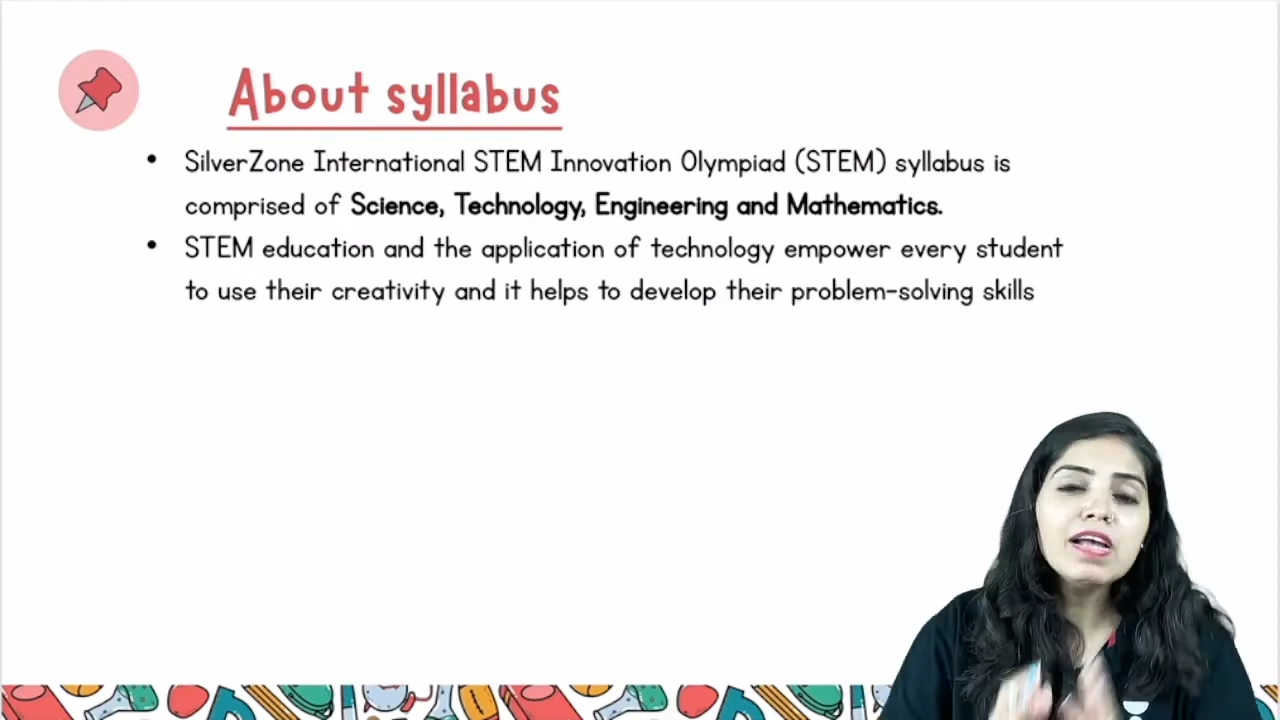 About syllabus
• SilverZone International STEM Innovation Olympiad (STEM) syllabus is
comprised of Science, Technology, Engineering and Mathematics.
• STEM education and the application of technology empower every student
to use their creativity and it helps to develop their problem-solving skills